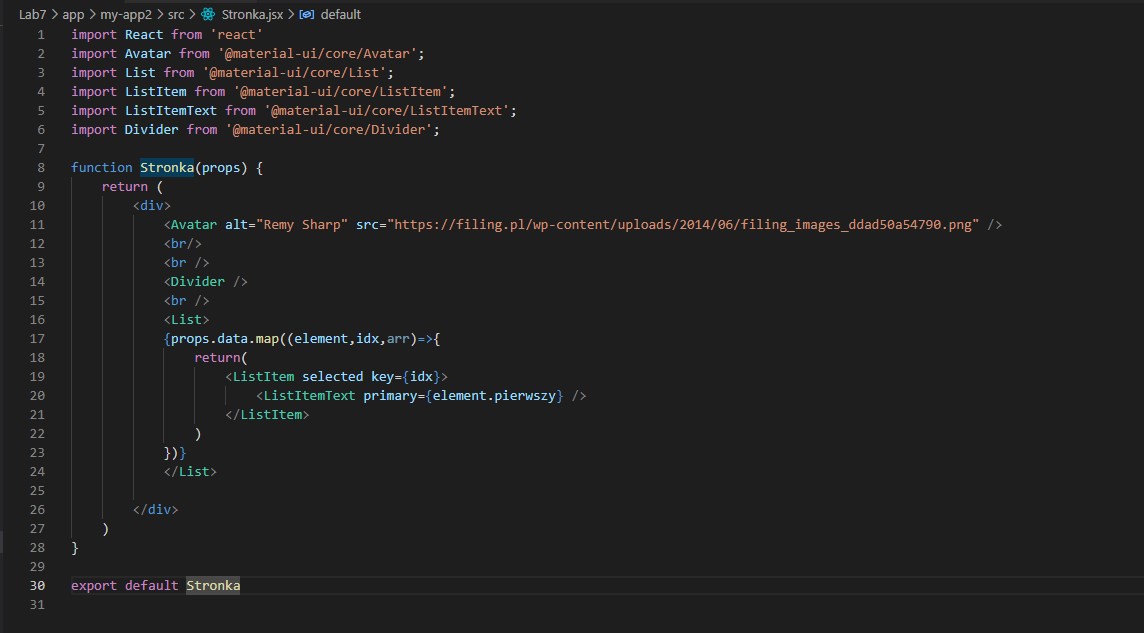 Lab7 > app > my-app2 > src > Stronka.jsx > default
1 import React from 'react'
2 import Avatar from '@material-ui/core/Avatar';
3 import List from '@material-ui/core/List';
4 import ListItem from '@material-ui/core/ListItem';
5 import ListItemText from '@material-ui/core/ListItemText';
6 import Divider from '@material-ui/core/Divider';
7
8 function Stronka(props) {
9     return (
10         <div>
11             <Avatar alt="Remy Sharp" src="https://filing.pl/wp-content/uploads/2014/06/filing_images_ddad50a54790.png" />
12             <br/>
13             <br />
14             <Divider />
15             <br />
16             <List>
17             {props.data.map((element,idx,arr)=>{
18                 return(
19                     <ListItem selected key={idx}>
20                         <ListItemText primary={element.pierwszy} />
21                     </ListItem>
22                 )
23             })}
24             </List>
25
26         </div>
27     )
28 }
29
30 export default Stronka
31